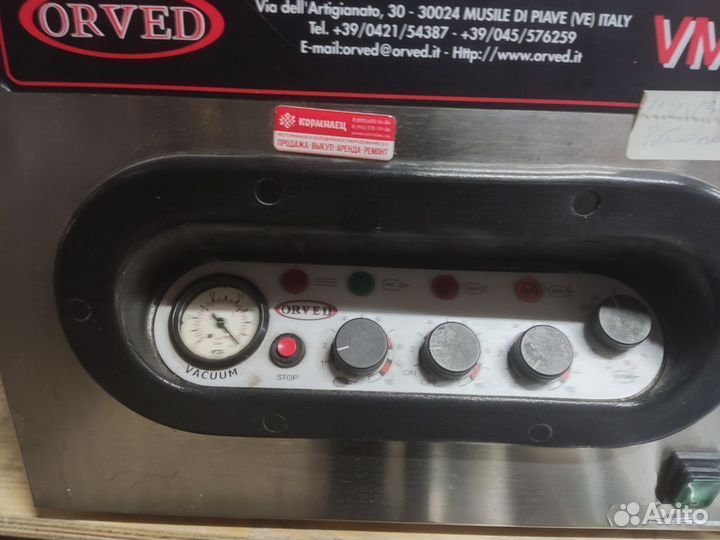 ORVED
Via dell'Artigianato, 30 - 30024 MUSILE DI PIAVE (VE) ITALY
Tel. +39/0421/54387 - +39/045/576259
E-mail:orved@orved.it - Http://www.orved.it
VM
КОРМИЛЕЦ
ПРОДАЖА·ВЫКУП·АРЕНДА·РЕМОНТ
ORVED
VAC
VACUUM
STOP
ON
OFF
Avito